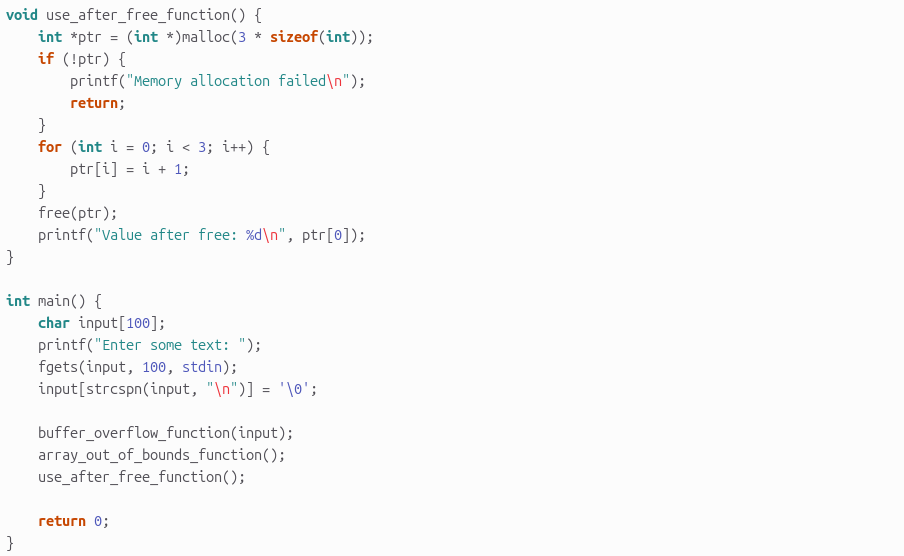 void use_after_free_function() {
    int *ptr = (int *)malloc(3 * sizeof(int));
    if (!ptr) {
        printf("Memory allocation failed\n");
        return;
    }
    for (int i = 0; i < 3; i++) {
        ptr[i] = i + 1;
    }
    free(ptr);
    printf("Value after free: %d\n", ptr[0]);
}

int main() {
    char input[100];
    printf("Enter some text: ");
    fgets(input, 100, stdin);
    input[strcspn(input, "\n")] = '\0';

    buffer_overflow_function(input);
    array_out_of_bounds_function();
    use_after_free_function();

    return 0;
}